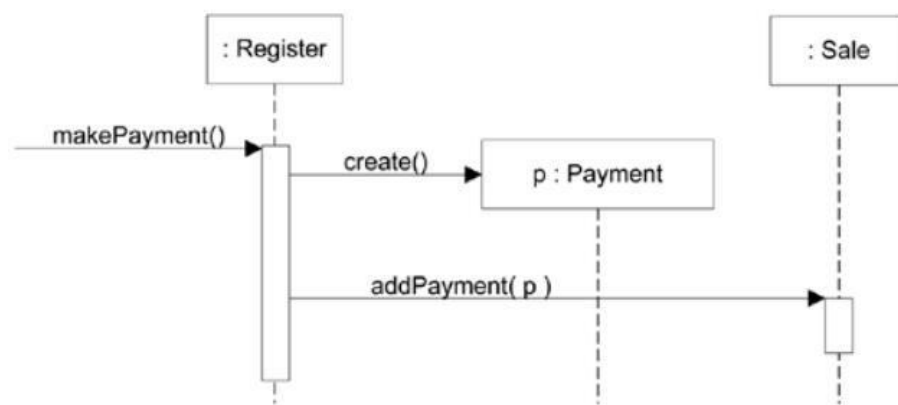 : Register
: Sale
makePayment()
create()
p : Payment
addPayment( p )